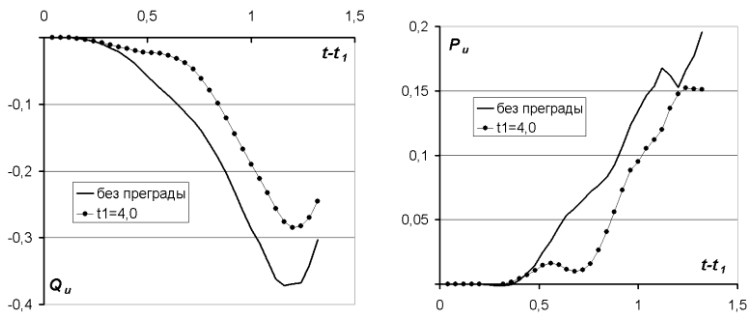 0 0,5 1 1,5
t-t1
-0,1
-0,2
-0,3
-0,4
без преграды
t1=4,0
Qu
Pu
0,2
0,15
0,1
0,05
0
без преграды
t1=4,0
t-t1
0 0,5 1 1,5